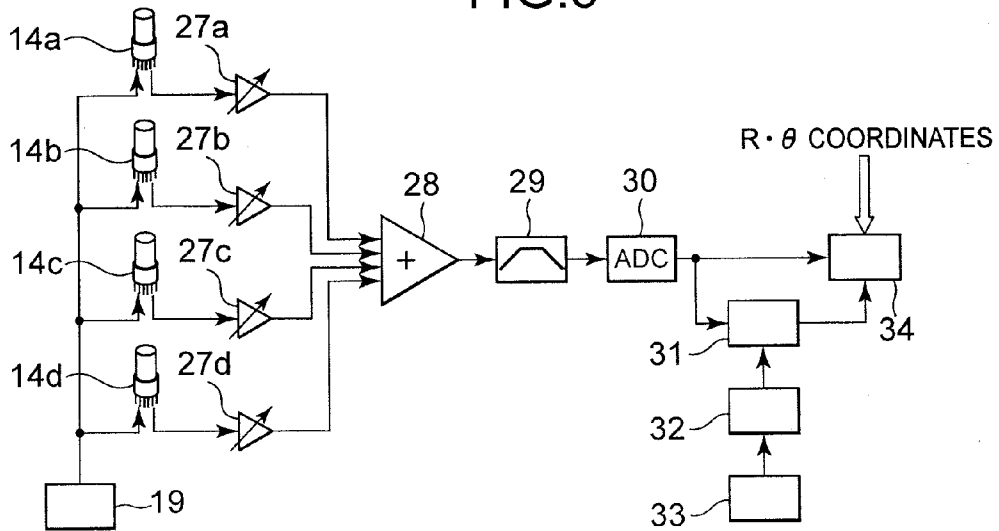 14a
27a
14b
27b
R · θ COORDINATES
28
29
30
14c
27c
+
ADC
34
31
14d
27d
32
19
33